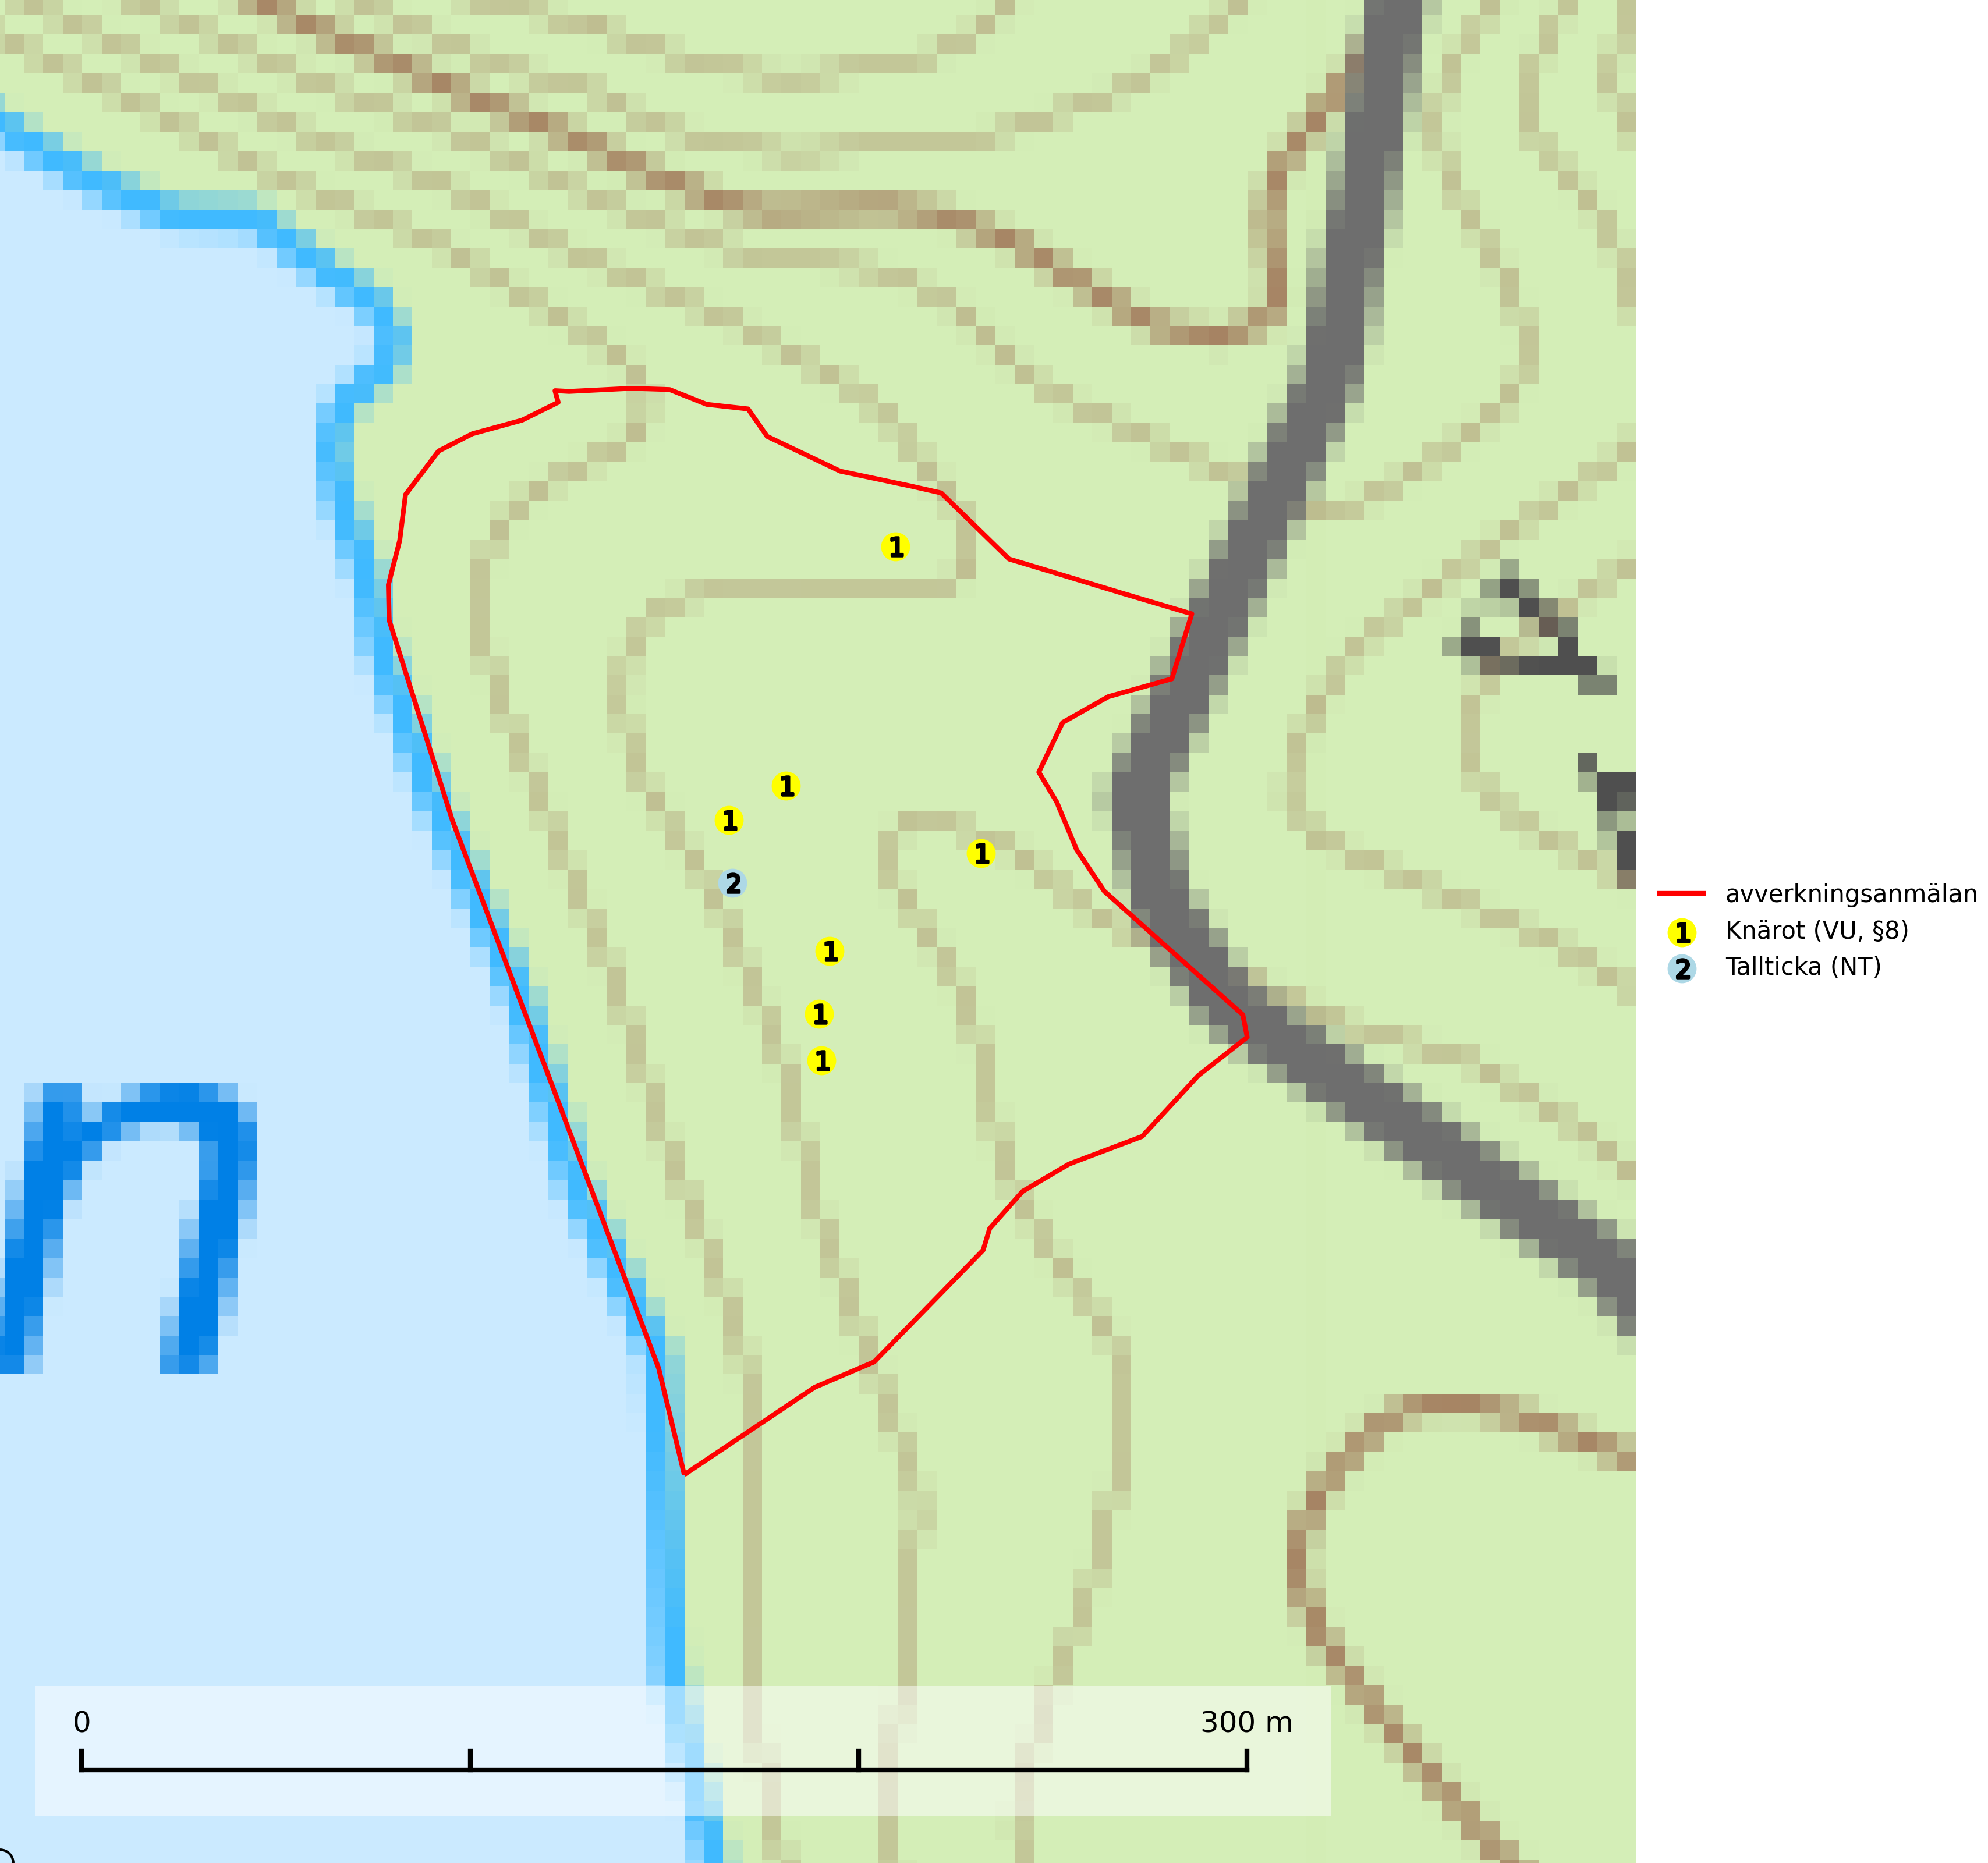 1
1
1
1
2
1
1
1
avverkningsanmälan
1 Knärot (VU, §8)
2 Tallticka (NT)
0 300 m